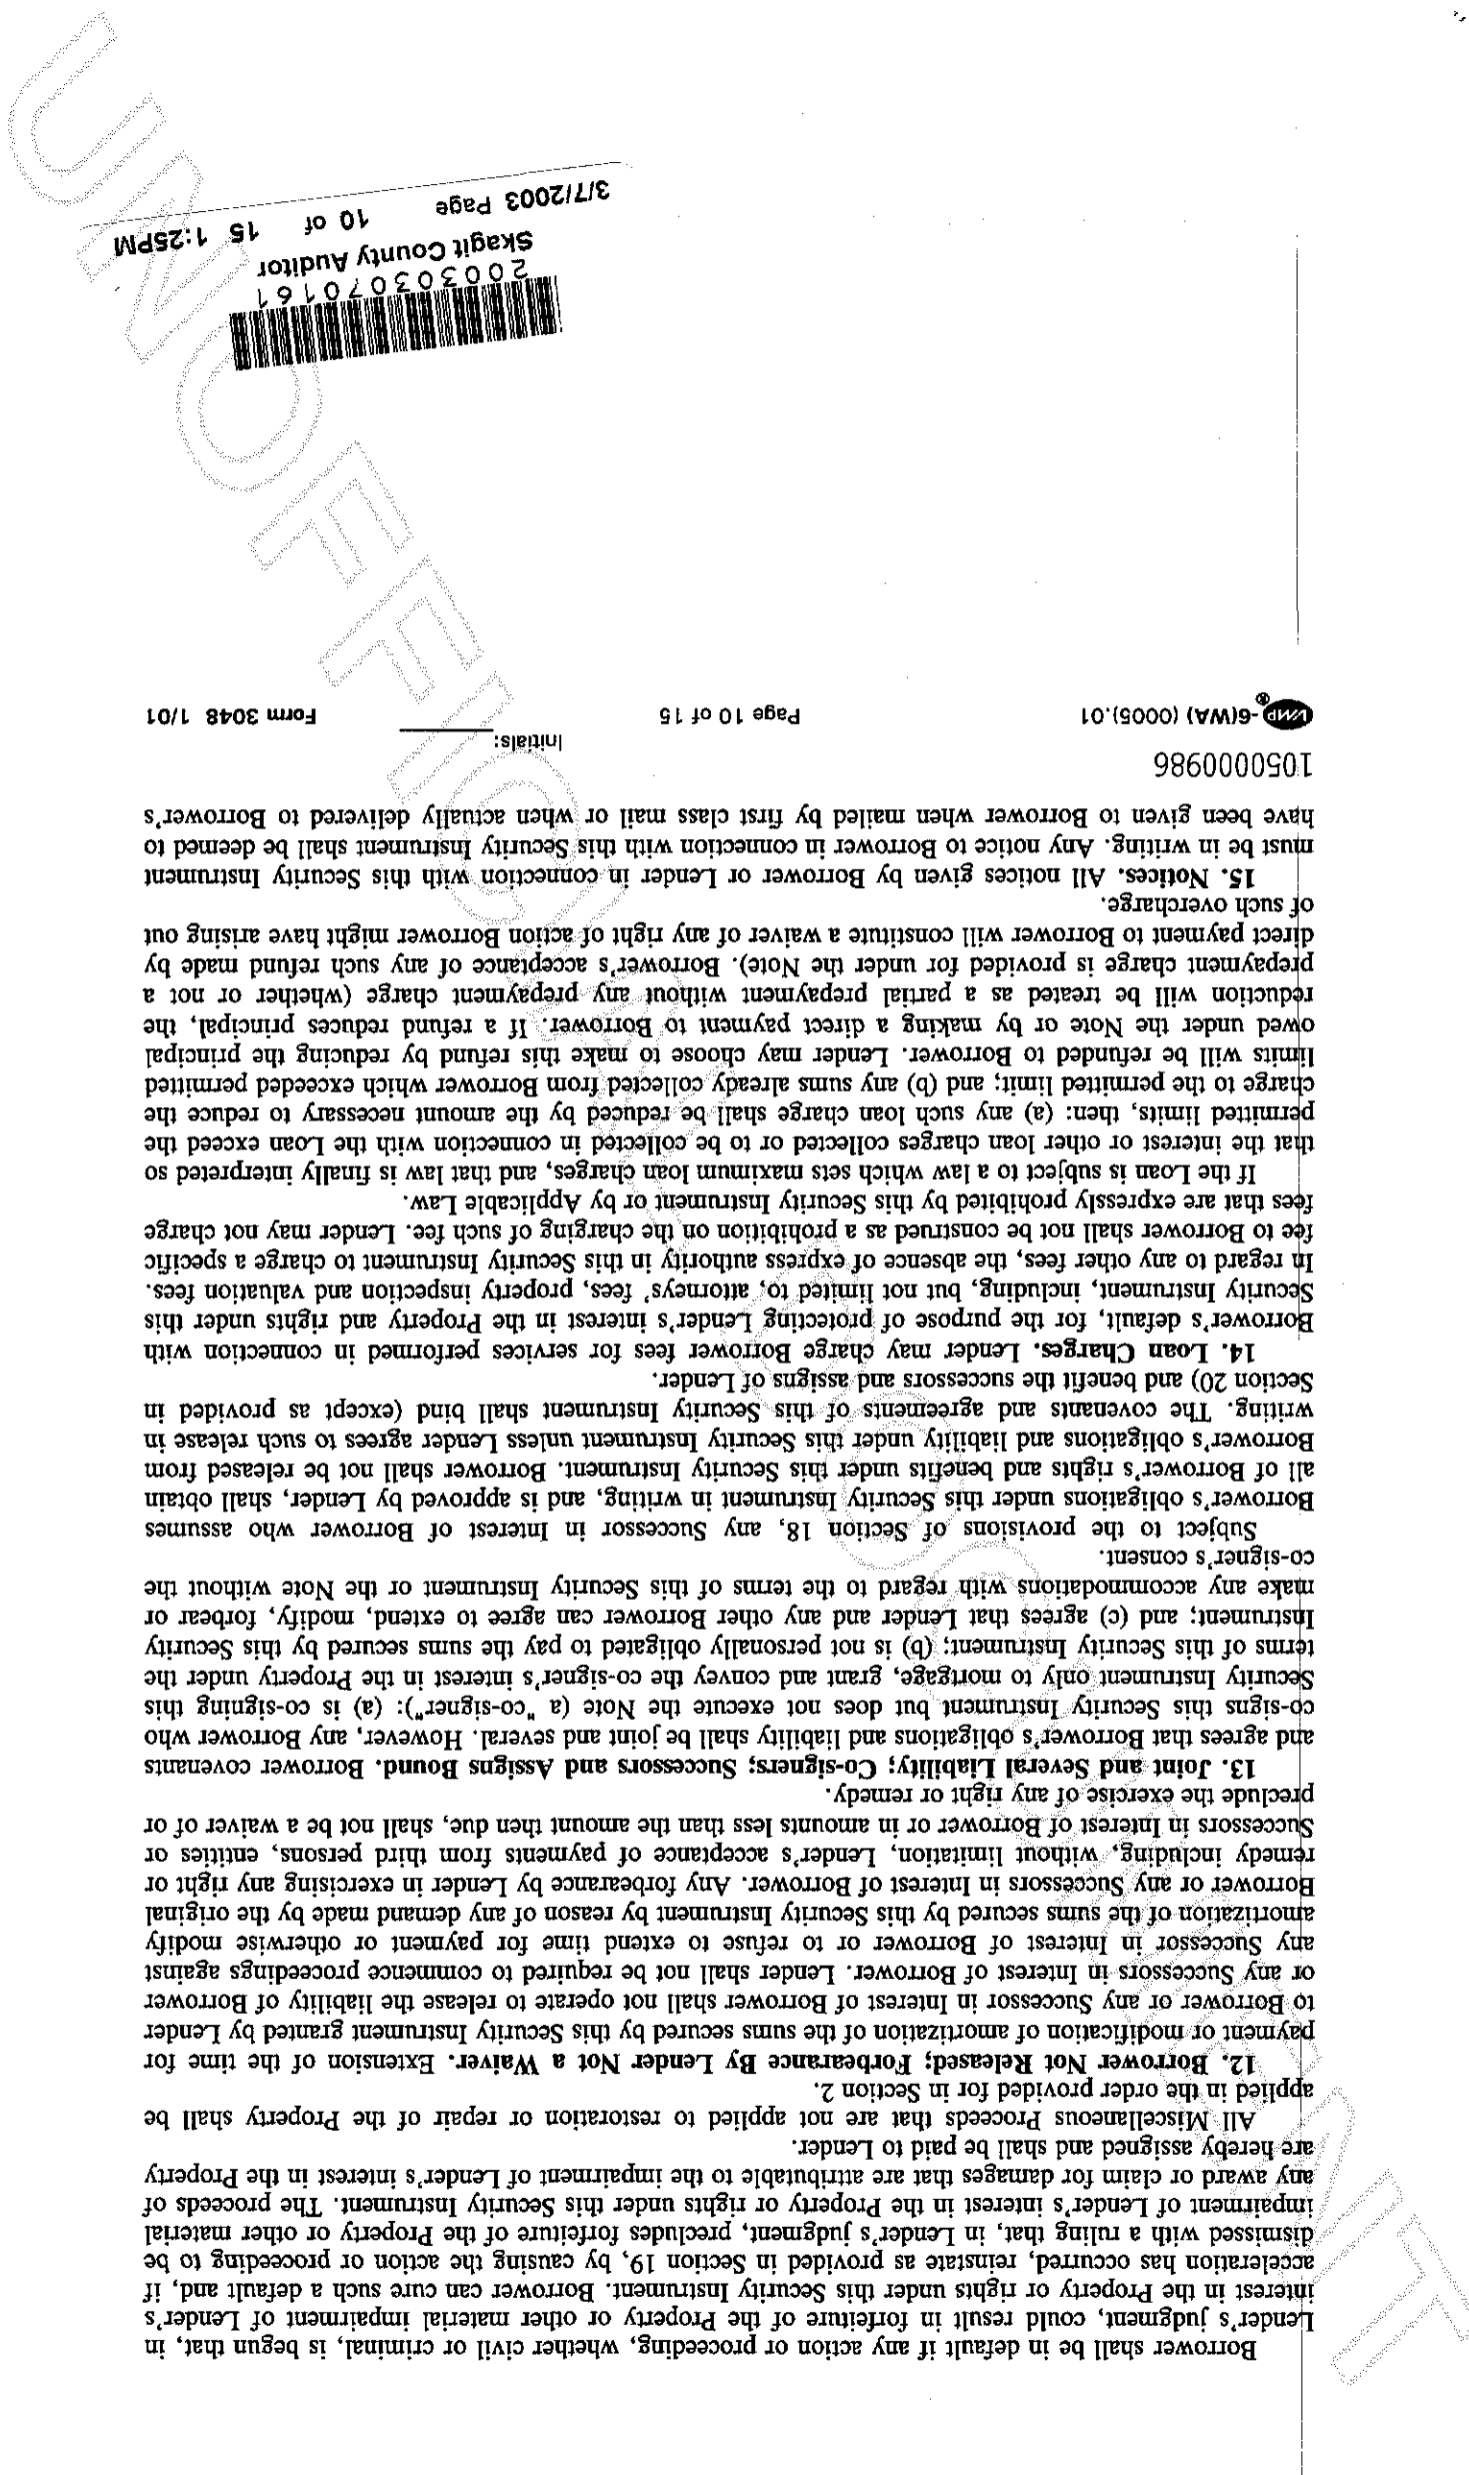 Borrower shall be in default if any action or proceeding, whether civil or criminal, is begun that, in
Lender's judgment, could result in forfeiture of the Property or other material impairment of Lender's
interest in the Property or rights under this Security Instrument. Borrower can cure such a default and, if
acceleration has occurred, reinstate as provided in Section 19, by causing the action or proceeding to be
dismissed with a ruling that, in Lender's judgment, precludes forfeiture of the Property or other material
impairment of Lender's interest in the Property or rights under this Security Instrument. The proceeds of
any award or claim for damages that are attributable to the impairment of Lender's interest in the Property
are hereby assigned and shall be paid to Lender.
All Miscellaneous Proceeds that are not applied to restoration or repair of the Property shall be
applied in the order provided for in Section 2.
12. Borrower Not Released; Forbearance By Lender Not a Waiver. Extension of the time for
payment or modification of amortization of the sums secured by this Security Instrument granted by Lender
to Borrower or any Successor in Interest of Borrower shall not operate to release the liability of Borrower
or any Successors in Interest of Borrower. Lender shall not be required to commence proceedings against
any Successor in Interest of Borrower or to refuse to extend time for payment or otherwise modify
amortization of the sums secured by this Security Instrument by reason of any demand made by the original
Borrower or any Successors in Interest of Borrower. Any forbearance by Lender in exercising any right or
remedy including, without limitation, Lender's acceptance of payments from third persons, entities or
Successors in Interest of Borrower or in amounts less than the amount then due, shall not be a waiver of or
preclude the exercise of any right or remedy.
13. Joint and Several Liability; Co-signers; Successors and Assigns Bound. Borrower covenants
and agrees that Borrower's obligations and liability shall be joint and several. However, any Borrower who
co-signs this Security Instrument but does not execute the Note (a "co-signer"): (a) is co-signing this
Security Instrument only to mortgage, grant and convey the co-signer's interest in the Property under the
terms of this Security Instrument; (b) is not personally obligated to pay the sums secured by this Security
Instrument; and (c) agrees that Lender and any other Borrower can agree to extend, modify, forbear or
make any accommodations with regard to the terms of this Security Instrument or the Note without the
co-signer's consent.
Subject to the provisions of Section 18, any Successor in Interest of Borrower who assumes
Borrower's obligations under this Security Instrument in writing, and is approved by Lender, shall obtain
all of Borrower's rights and benefits under this Security Instrument. Borrower shall not be released from
Borrower's obligations and liability under this Security Instrument unless Lender agrees to such release in
writing. The covenants and agreements of this Security Instrument shall bind (except as provided in
Section 20) and benefit the successors and assigns of Lender.
14. Loan Charges. Lender may charge Borrower fees for services performed in connection with
Borrower's default, for the purpose of protecting Lender's interest in the Property and rights under this
Security Instrument, including, but not limited to, attorneys' fees, property inspection and valuation fees.
In regard to any other fees, the absence of express authority in this Security Instrument to charge a specific
fee to Borrower shall not be construed as a prohibition on the charging of such fee. Lender may not charge
fees that are expressly prohibited by this Security Instrument or by Applicable Law.
If the Loan is subject to a law which sets maximum loan charges, and that law is finally interpreted so
that the interest or other loan charges collected or to be collected in connection with the Loan exceed the
permitted limits, then: (a) any such loan charge shall be reduced by the amount necessary to reduce the
charge to the permitted limit; and (b) any sums already collected from Borrower which exceeded permitted
limits will be refunded to Borrower. Lender may choose to make this refund by reducing the principal
owed under the Note or by making a direct payment to Borrower. If a refund reduces principal, the
reduction will be treated as a partial prepayment without any prepayment charge (whether or not a
prepayment charge is provided for under the Note). Borrower's acceptance of any such refund made by
direct payment to Borrower will constitute a waiver of any right of action Borrower might have arising out
of such overcharge.
15. Notices. All notices given by Borrower or Lender in connection with this Security Instrument
must be in writing. Any notice to Borrower in connection with this Security Instrument shall be deemed to
have been given to Borrower when mailed by first class mail or when actually delivered to Borrower's
1050000986
Initials:
VMP®-6(WA) (0005).01 Page 10 of 15 Form 3048 1/01
200303070161
Skagit County Auditor
3/7/2003 Page 10 of 15 1:25PM
UNOFFICIAL DOCUMENT